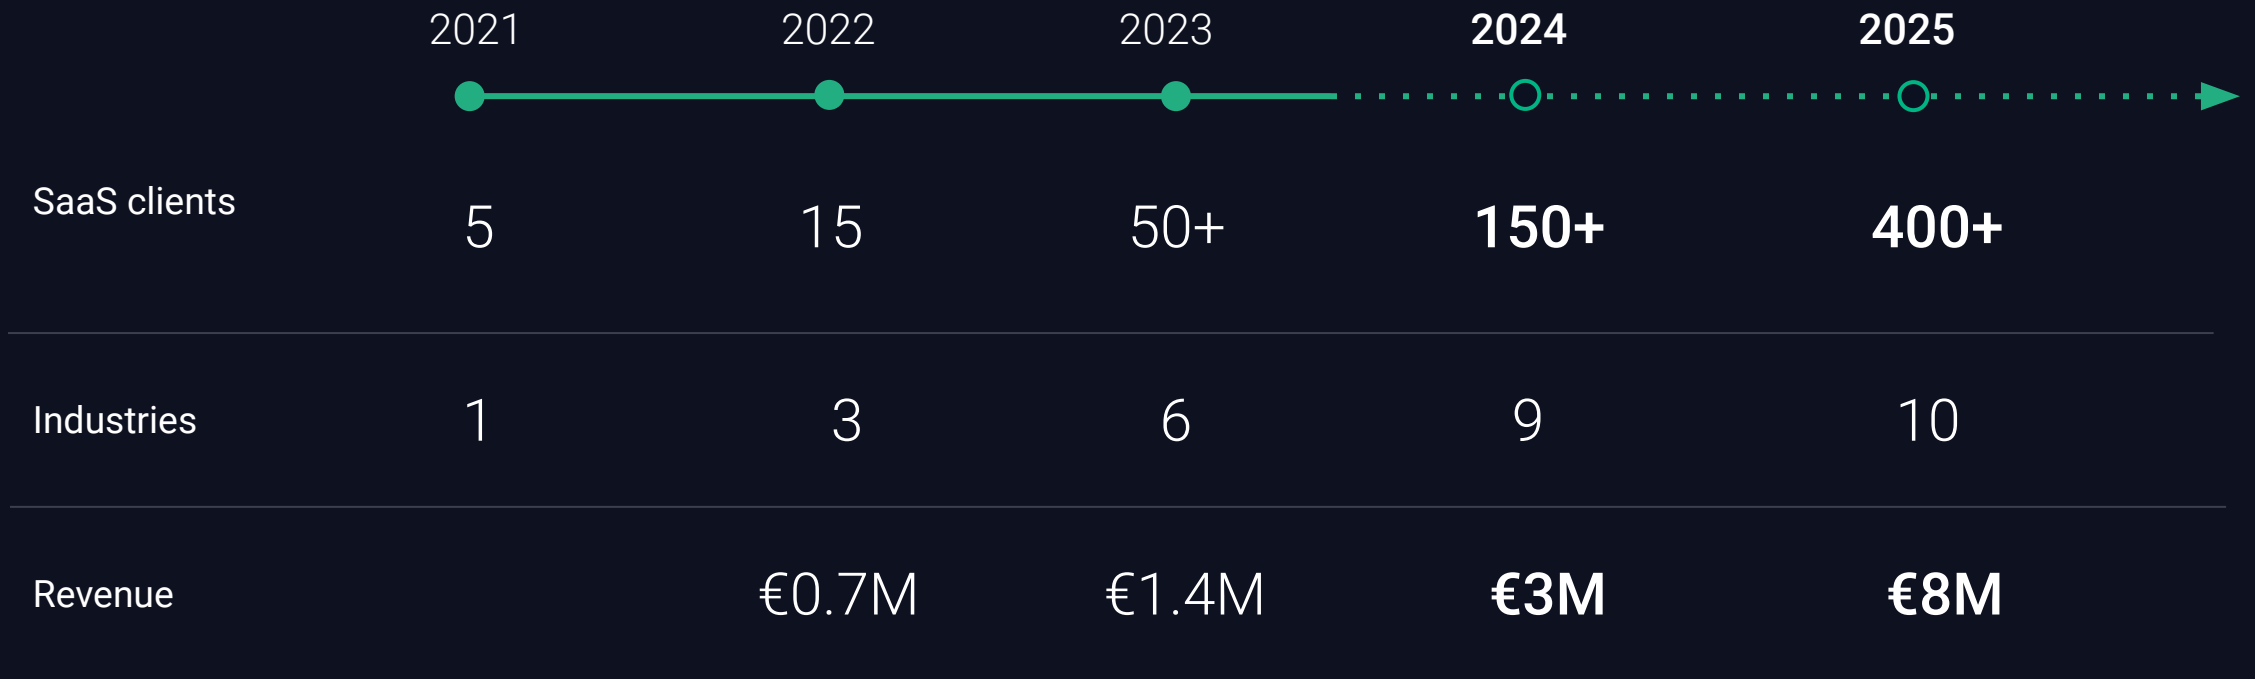 2021 2022 2023 2024 2025
SaaS clients 5 15 50+ 150+ 400+
Industries 1 3 6 9 10
Revenue €0.7M €1.4M €3M €8M